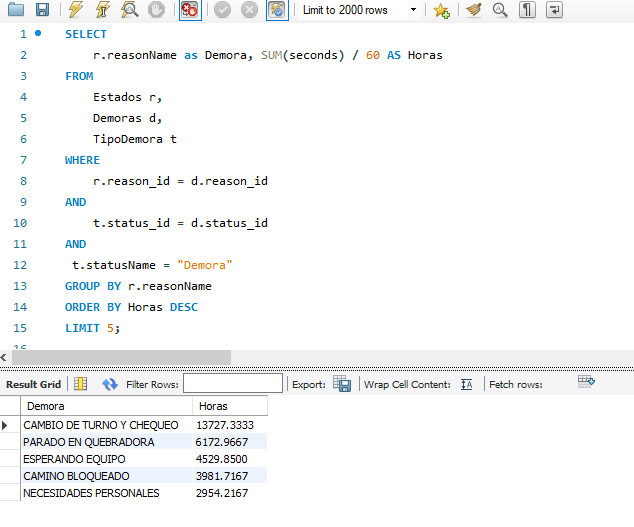 Limit to 2000 rows
1 SELECT
2 r.reasonName as Demora, SUM(seconds) / 60 AS Horas
3 FROM
4 Estados r,
5 Demoras d,
6 TipoDemora t
7 WHERE
8 r.reason_id = d.reason_id
9 AND
10 t.status_id = d.status_id
11 AND
12 t.statusName = "Demora"
13 GROUP BY r.reasonName
14 ORDER BY Horas DESC
15 LIMIT 5;
16
Result Grid Filter Rows: Export: Wrap Cell Content: Fetch rows:
Demora Horas
CAMBIO DE TURNO Y CHEQUEO 13727.3333
PARADO EN QUEBRADORA 6172.9667
ESPERANDO EQUIPO 4529.8500
CAMINO BLOQUEADO 3981.7167
NECESIDADES PERSONALES 2954.2167